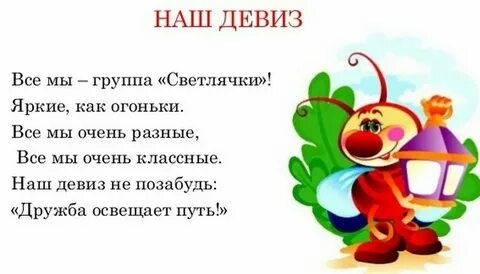 НАШ ДЕВИЗ
Все мы – группа «Светлячки»!
Яркие, как огоньки.
Все мы очень разные,
Все мы очень классные.
Наш девиз не позабудь:
«Дружба освещает путь!»